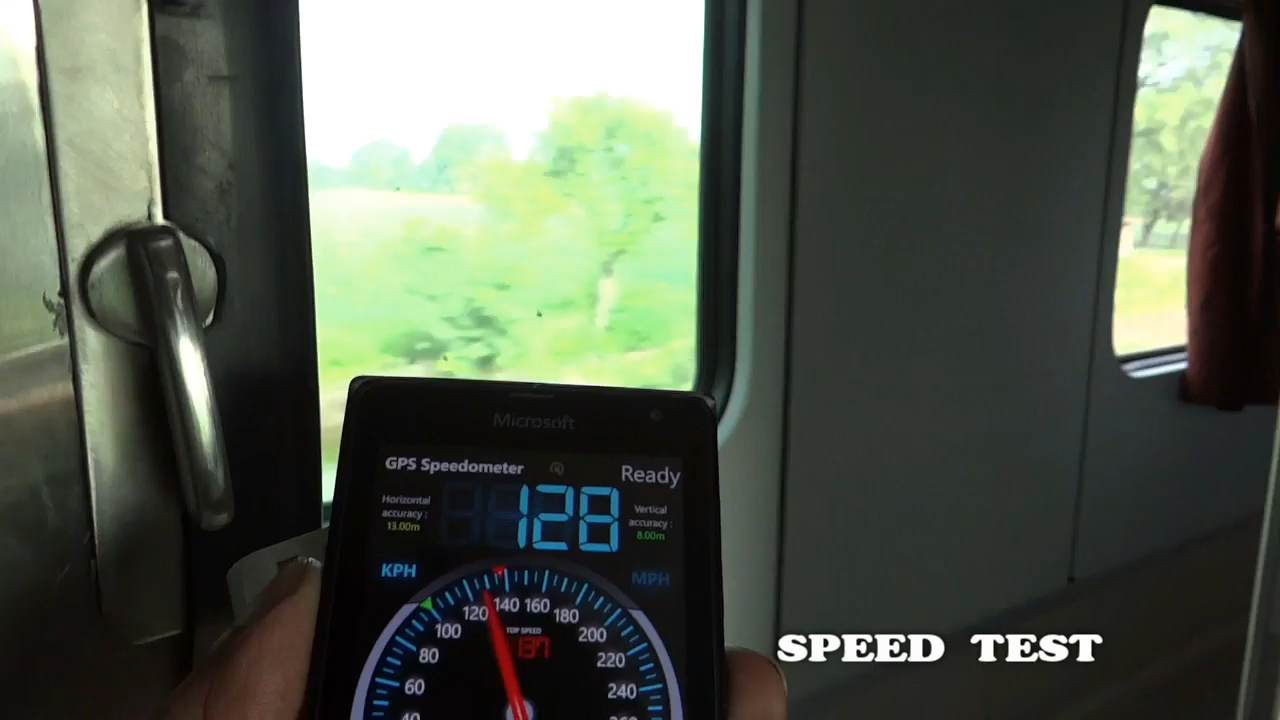 Microsoft
GPS Speedometer
Ready
Horizontal
accuracy :
13.00m
128
Vertical
accuracy :
8.00m
KPH
MPH
120 140 160
100 180
TOP SPEED
137
80 200
60 220
40 240
SPEED TEST